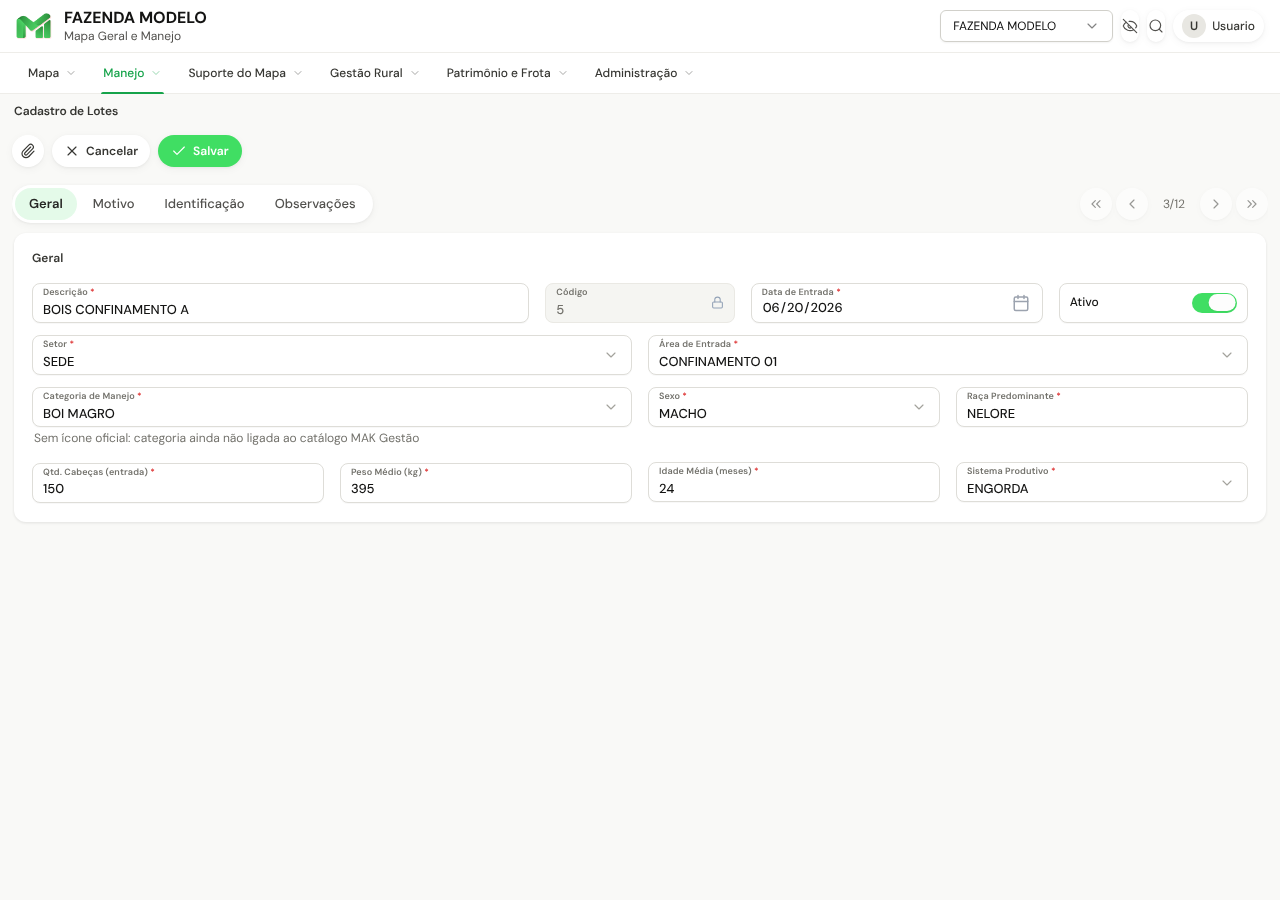 FAZENDA MODELO
Mapa Geral e Manejo
FAZENDA MODELO
U Usuario
Mapa Manejo Suporte do Mapa Gestão Rural Patrimônio e Frota Administração
Cadastro de Lotes
Cancelar Salvar
Geral Motivo Identificação Observações 3/12
Geral
Descrição * Código Data de Entrada *
BOIS CONFINAMENTO A 5 06/20/2026 Ativo
Setor * Área de Entrada *
SEDE CONFINAMENTO 01
Categoria de Manejo * Sexo * Raça Predominante *
BOI MAGRO MACHO NELORE
Sem ícone oficial: categoria ainda não ligada ao catálogo MAK Gestão
Qtd. Cabeças (entrada) * Peso Médio (kg) * Idade Média (meses) * Sistema Produtivo *
150 395 24 ENGORDA